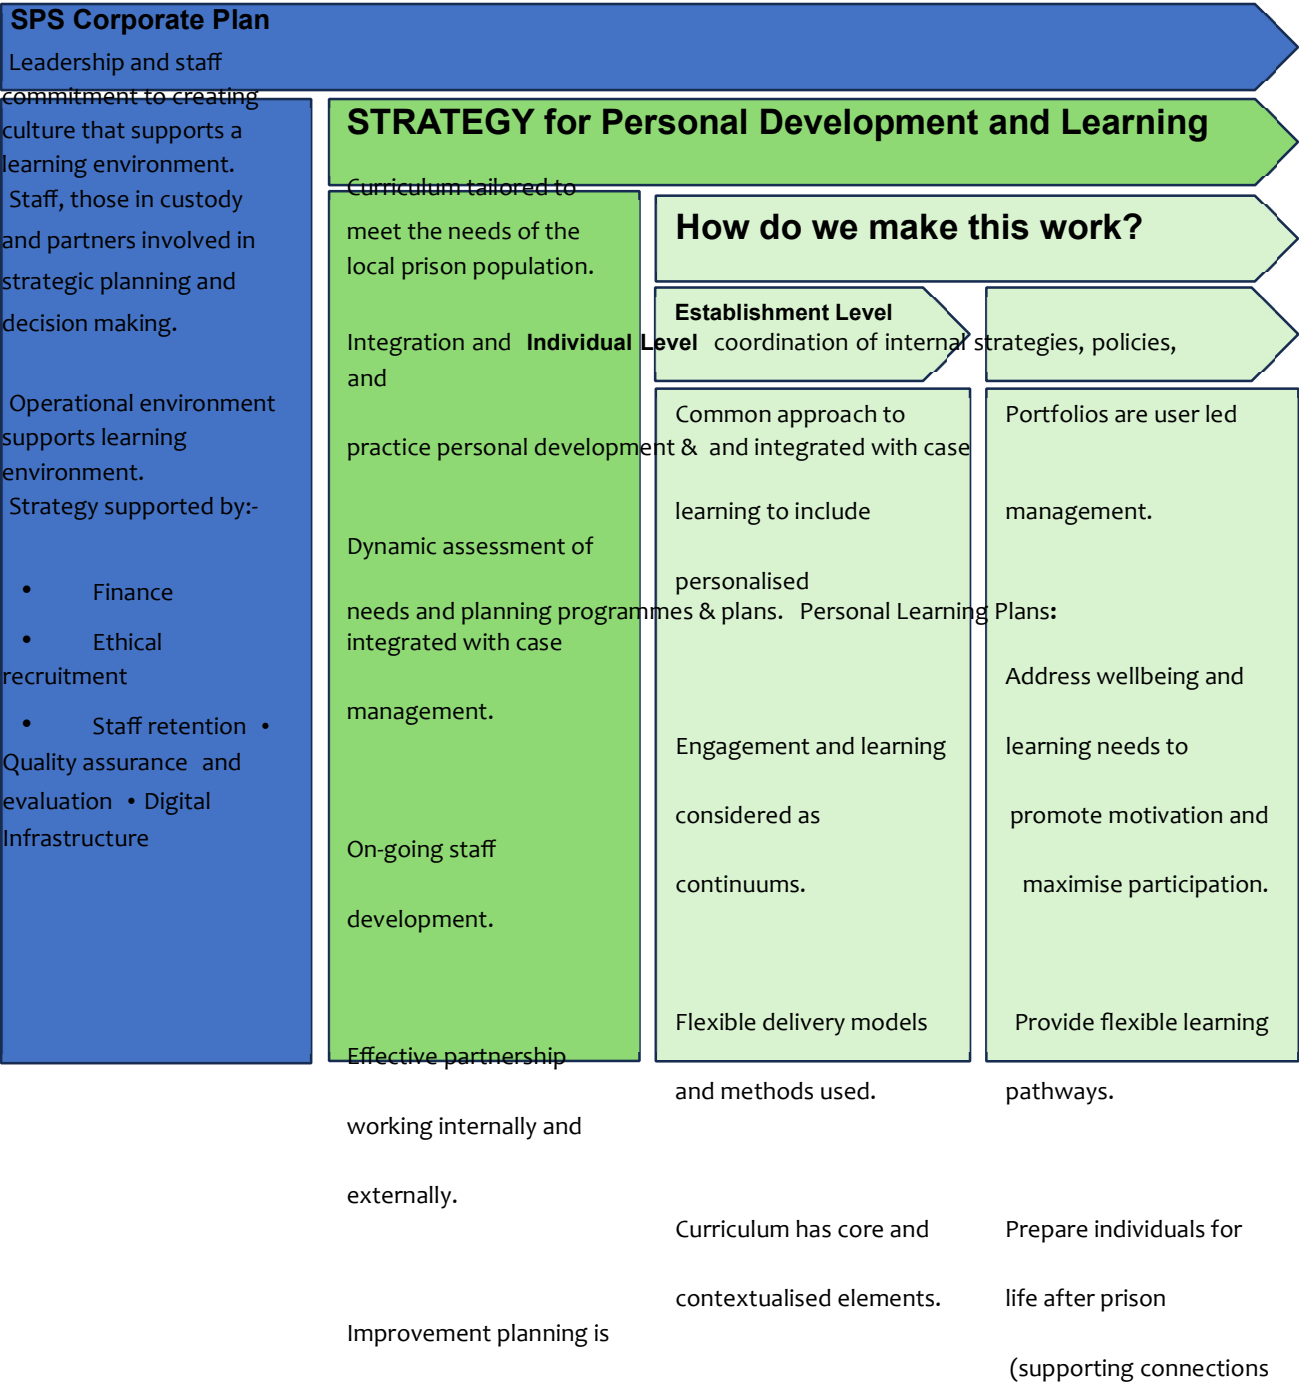 SPS Corporate Plan
Leadership and staff
commitment to creating
culture that supports a
learning environment.
Staff, those in custody
and partners involved in
strategic planning and
decision making.
Operational environment
supports learning
environment.
Strategy supported by:-
• Finance
• Ethical
recruitment
• Staff retention •
Quality assurance and
evaluation • Digital
Infrastructure
STRATEGY for Personal Development and Learning
Curriculum tailored to
meet the needs of the
local prison population.
How do we make this work?
Establishment Level
Integration and Individual Level coordination of internal strategies, policies,
and
Common approach to
Portfolios are user led
practice personal development & and integrated with case
learning to include
management.
Dynamic assessment of
personalised
needs and planning programmes & plans. Personal Learning Plans:
integrated with case
management.
On-going staff
development.
Effective partnership
working internally and
externally.
Improvement planning is
Engagement and learning
considered as
continuums.
Flexible delivery models
and methods used.
Curriculum has core and
contextualised elements.
Address wellbeing and
learning needs to
promote motivation and
maximise participation.
Provide flexible learning
pathways.
Prepare individuals for
life after prison
(supporting connections